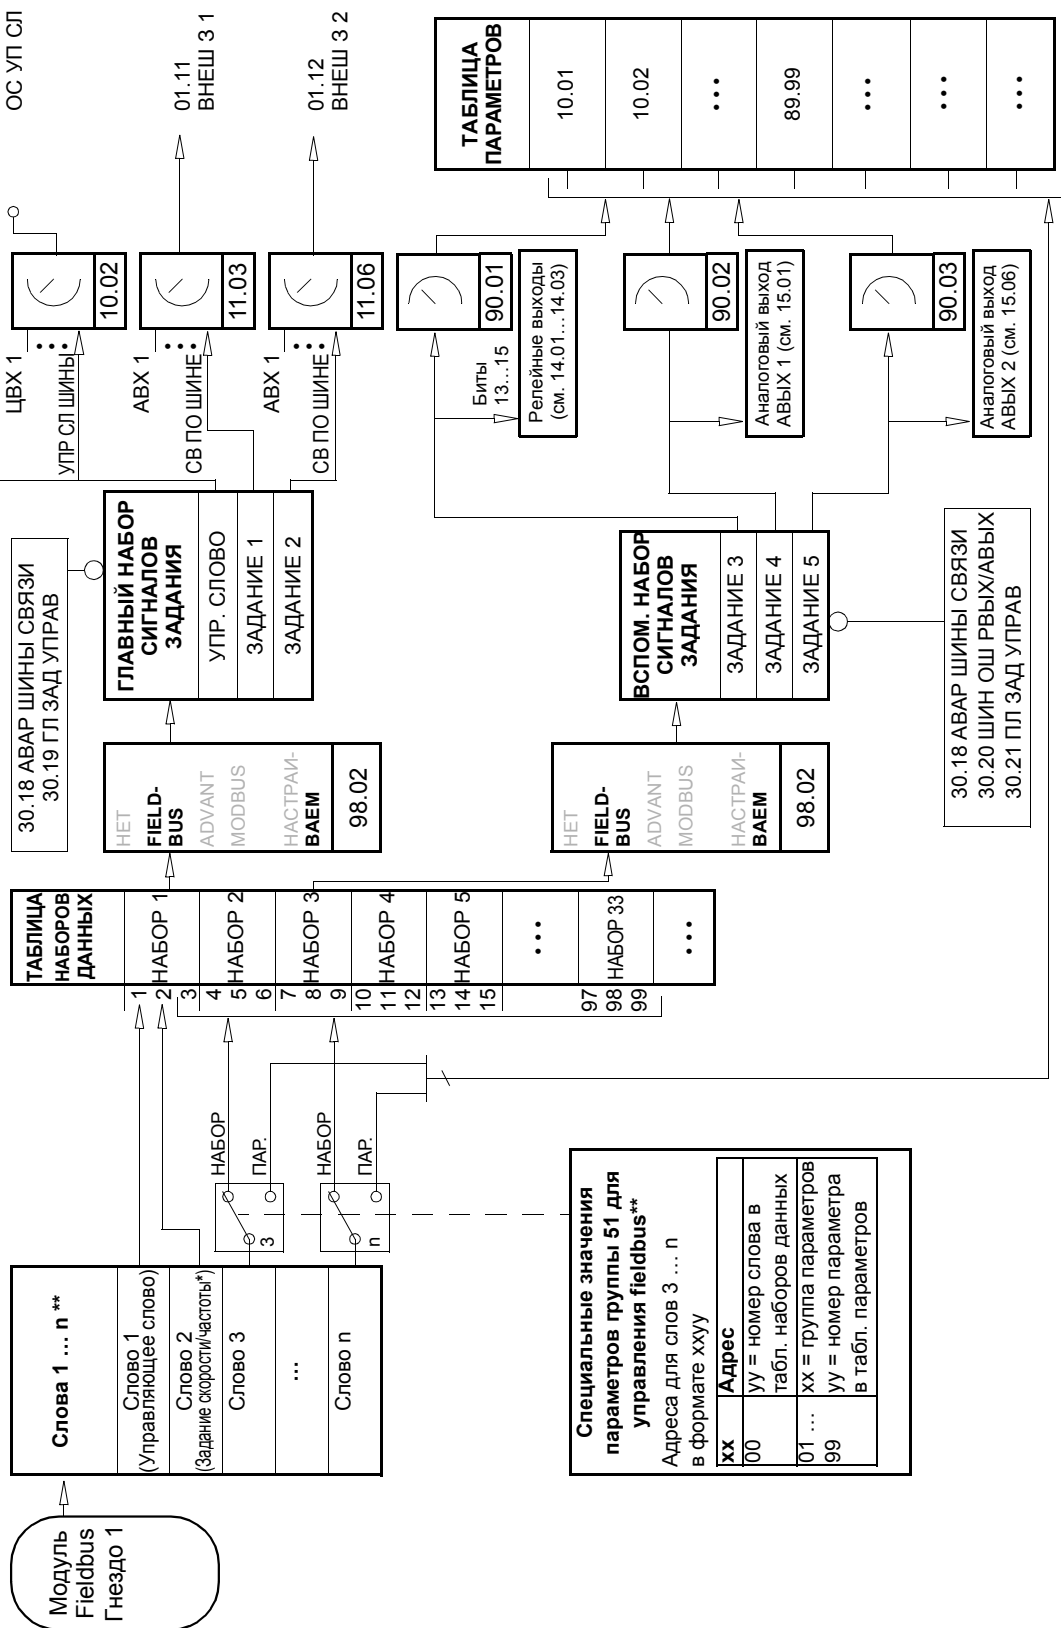 Модуль
Fieldbus
Гнездо 1
Слова 1 … n**
Слово 1
(Управляющее слово)
Слово 2
(Задание скорости/частоты*)
Слово 3
...
Слово n
3
НАБОР
ПАР.
n
НАБОР
ПАР.
Специальные значения
параметров группы 51 для
управления fieldbus**
Адреса для слов 3 … n
в формате xxyy
xx Адрес
00 yy = номер слова в
табл. наборов данных
01 … xx = группа параметров
99 yy = номер параметра
в табл. параметров
ТАБЛИЦА
НАБОРОВ
ДАННЫХ
1
2 НАБОР 1
3
4
5 НАБОР 2
6
7
8 НАБОР 3
9
10
11 НАБОР 4
12
13
14 НАБОР 5
15
...
97
98 НАБОР 33
99
...
НЕТ
FIELD-
BUS
ADVANT
MODBUS
НАСТРАИ-
ВАЕМ
98.02
НЕТ
FIELD-
BUS
ADVANT
MODBUS
НАСТРАИ-
ВАЕМ
98.02
30.18 АВАР ШИНЫ СВЯЗИ
30.19 ГЛ ЗАД УПРАВ
ГЛАВНЫЙ НАБОР
СИГНАЛОВ
ЗАДАНИЯ
УПР. СЛОВО
ЗАДАНИЕ 1
ЗАДАНИЕ 2
ВСПОМ. НАБОР
СИГНАЛОВ
ЗАДАНИЯ
ЗАДАНИЕ 3
ЗАДАНИЕ 4
ЗАДАНИЕ 5
30.18 АВАР ШИНЫ СВЯЗИ
30.20 ШИН ОШ РВЫХ/АВЫХ
30.21 ПЛ ЗАД УПРАВ
ЦВХ 1
...
УПР СЛ ШИНЫ
10.02
ОС УП СЛ
АВХ 1
...
СВ ПО ШИНЕ
11.03
01.11
ВНЕШ З 1
АВХ 1
...
СВ ПО ШИНЕ
11.06
01.12
ВНЕШ З 2
Биты
13…15
90.01
Релейные выходы
(см. 14.01…14.03)
90.02
Аналоговый выход
АВЫХ 1 (см. 15.01)
90.03
Аналоговый выход
АВЫХ 2 (см. 15.06)
ТАБЛИЦА
ПАРАМЕТРОВ
10.01
10.02
...
89.99
...
...
...